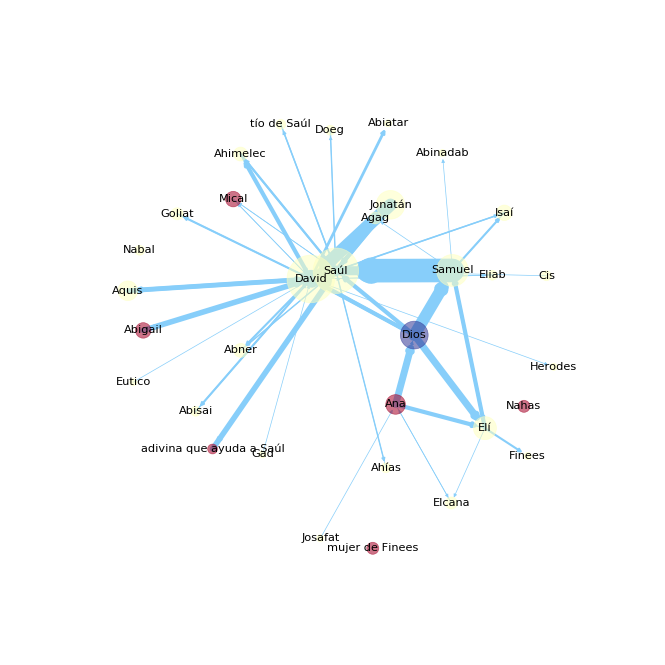 tío de Saúl
Doeg
Abiatar
Ahimelec
Abinadab
Mical
Jonatán
Goliat
Agag
Isaí
Nabal
Saúl
Samuel
David
Eliab
Cis
Aquis
Abigail
Dios
Abner
Herodes
Eutico
Abisai
Ana
Nahas
adivina que ayuda a Saúl
Gad
Elí
Finees
Ahías
Elcana
Josafat
mujer de Finees